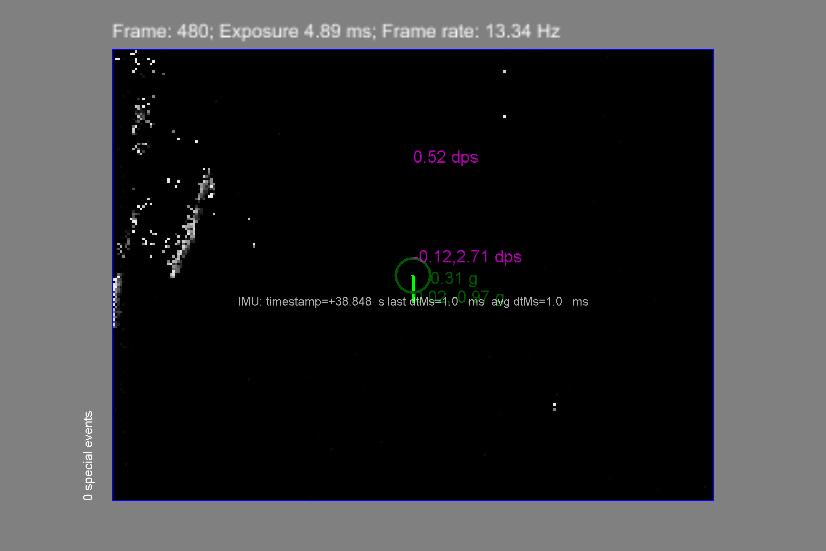 Frame: 480; Exposure 4.89 ms; Frame rate: 13.34 Hz
0.52 dps
-0.12,2.71 dps
0.31 g
IMU: timestamp=+38.848 s last dtMs=1.0 ms avg dtMs=1.0 ms
0 special events